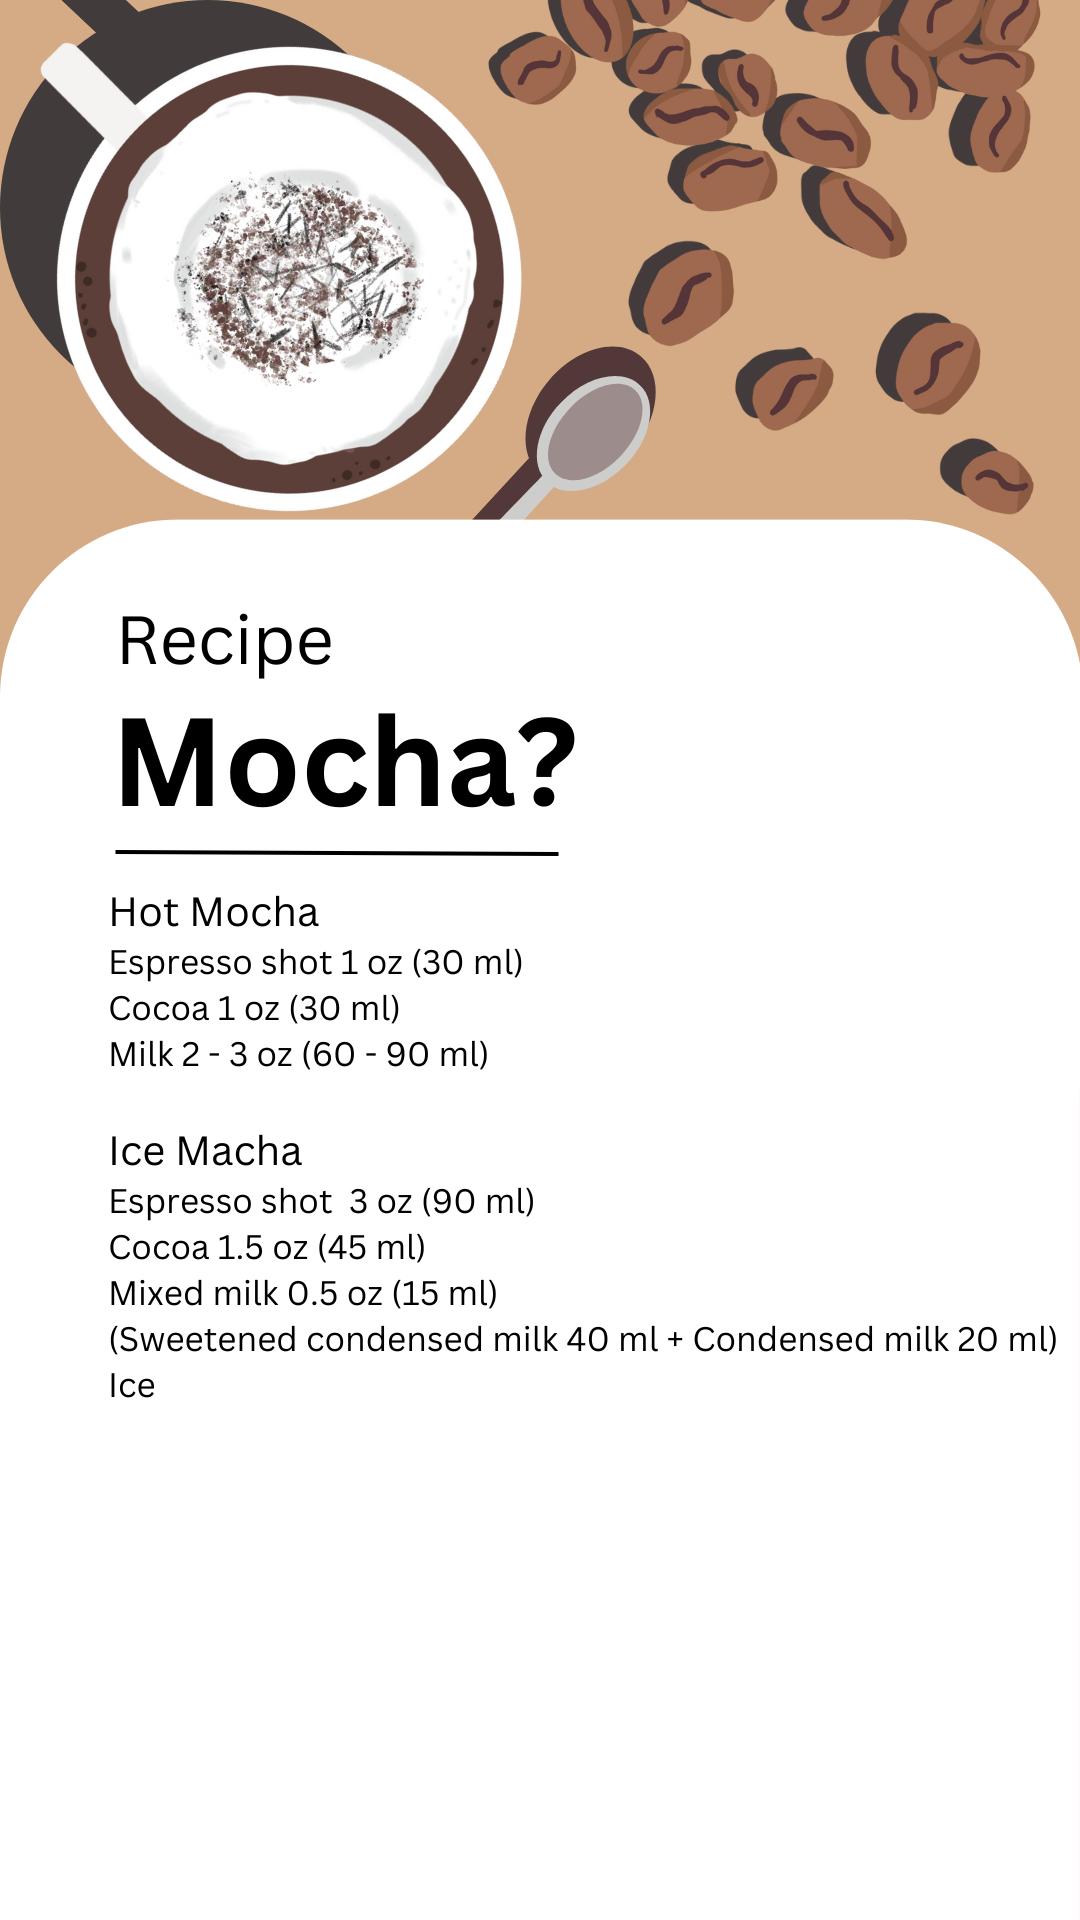 Recipe
Mocha?
Hot Mocha
Espresso shot 1 oz (30 ml)
Cocoa 1 oz (30 ml)
Milk 2 - 3 oz (60 - 90 ml)
Ice Macha
Espresso shot  3 oz (90 ml)
Cocoa 1.5 oz (45 ml)
Mixed milk 0.5 oz (15 ml)
(Sweetened condensed milk 40 ml + Condensed milk 20 ml)
Ice